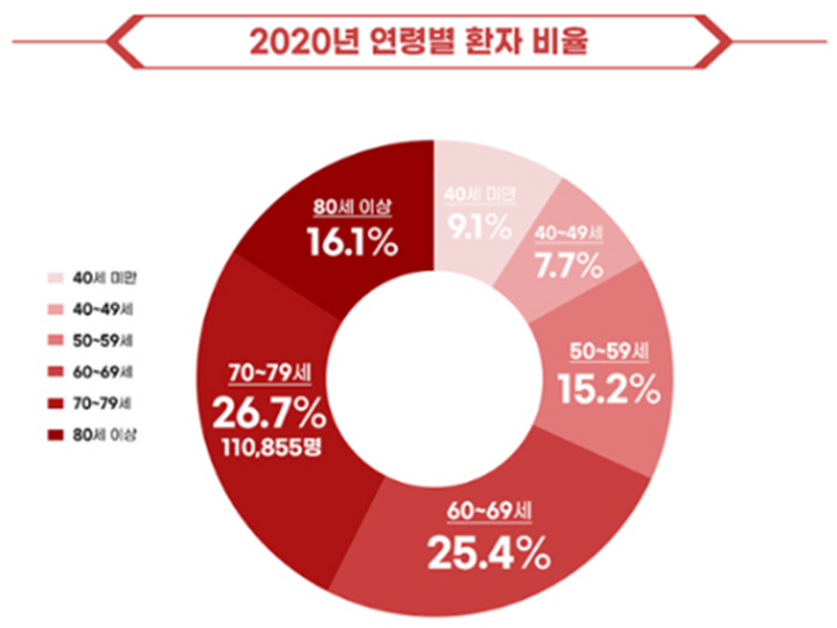 2020년 연령별 환자 비율
40세 미만
9.1%
40~49세
7.7%
50~59세
15.2%
60~69세
25.4%
70~79세
26.7%
110,855명
80세 이상
16.1%
40세 미만
40~49세
50~59세
60~69세
70~79세
80세 이상